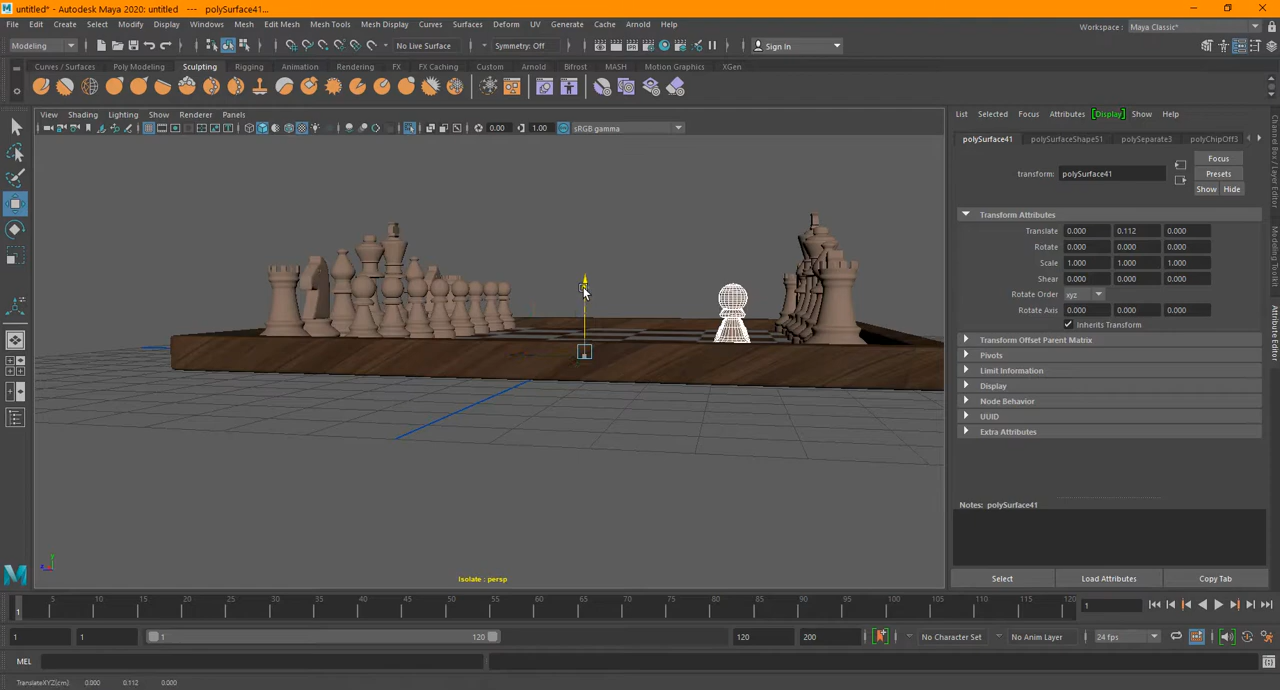 untitled* - Autodesk Maya 2020: untitled --- polySurface41...
File Edit Create Select Modify Display Windows Mesh Edit Mesh Mesh Tools Mesh Display Curves Surfaces Deform UV Generate Cache Arnold Help
Workspace : Maya Classic*
Modeling No Live Surface Symmetry: Off Sign In
Curves / Surfaces Poly Modeling Sculpting Rigging Animation Rendering FX FX Caching Custom Arnold Bifrost MASH Motion Graphics XGen
View Shading Lighting Show Renderer Panels
0.00 1.00 sRGB gamma
List Selected Focus Attributes Display Show Help
polySurface41 polySurfaceShape51 polySeparate3 polyChipOff3
transform: polySurface41
Focus
Presets
Show Hide
Transform Attributes
Translate 0.000 0.112 0.000
Rotate 0.000 0.000 0.000
Scale 1.000 1.000 1.000
Shear 0.000 0.000 0.000
Rotate Order xyz
Rotate Axis 0.000 0.000 0.000
Inherits Transform
Transform Offset Parent Matrix
Pivots
Limit Information
Display
Node Behavior
UUID
Extra Attributes
Notes: polySurface41
Select Load Attributes Copy Tab
Channel Box / Layer Editor
Modeling Toolkit
Attribute Editor
Isolate : persp
5 10 15 20 25 30 35 40 45 50 55 60 65 70 75 80 85 90 95 100 105 110 115 120
1 1
1 1 1 120 120 200 No Character Set No Anim Layer 24 fps
MEL
TranslateXYZ(cm): 0.000 0.112 0.000